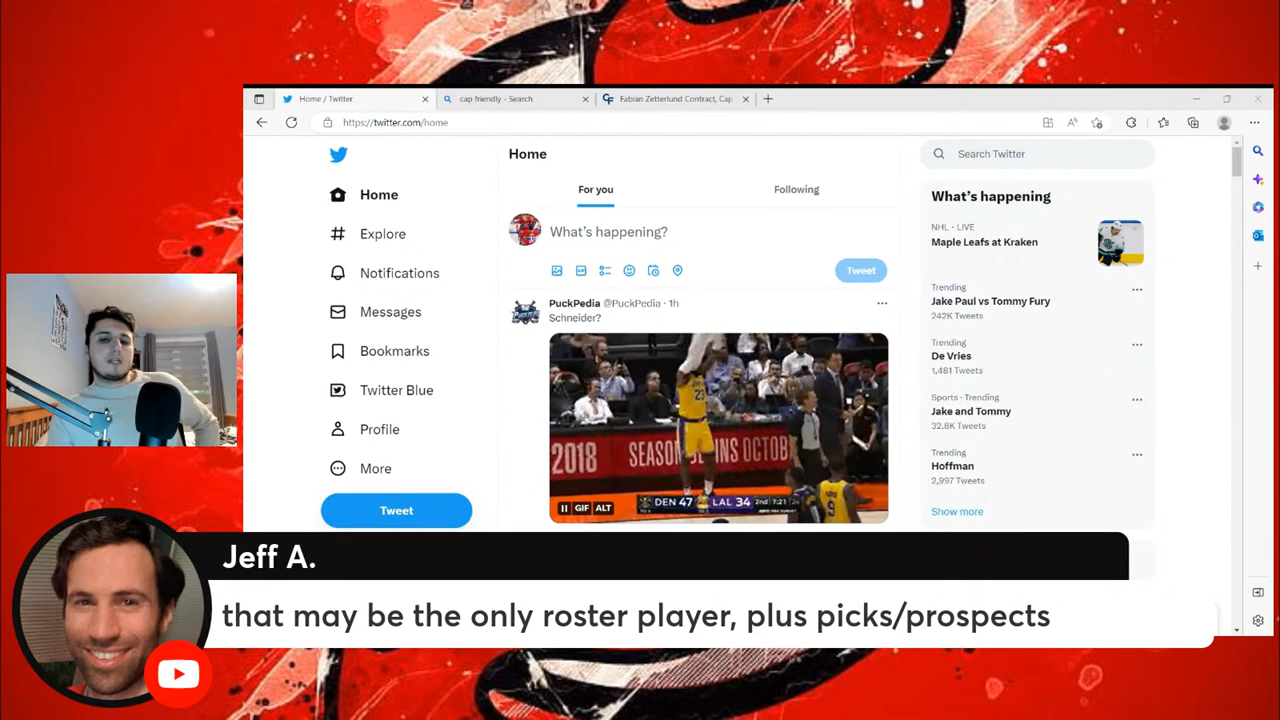 Home / Twitter
cap friendly - Search
Fabian Zetterlund Contract, Cap
https://twitter.com/home
Home
Explore
Notifications
Messages
Bookmarks
Twitter Blue
Profile
More
Tweet
Home
For you
Following
What's happening?
Tweet
PuckPedia @PuckPedia · 1h
Schneider?
2018
SEASON BEGINS OCTOB
23
9
GIF ALT
DEN 47 LAL 34 2nd 7:21
Search Twitter
What's happening
NHL · LIVE
Maple Leafs at Kraken
Trending
Jake Paul vs Tommy Fury
242K Tweets
Trending
De Vries
1,481 Tweets
Sports · Trending
Jake and Tommy
32.8K Tweets
Trending
Hoffman
2,997 Tweets
Show more
Jeff A.
that may be the only roster player, plus picks/prospects